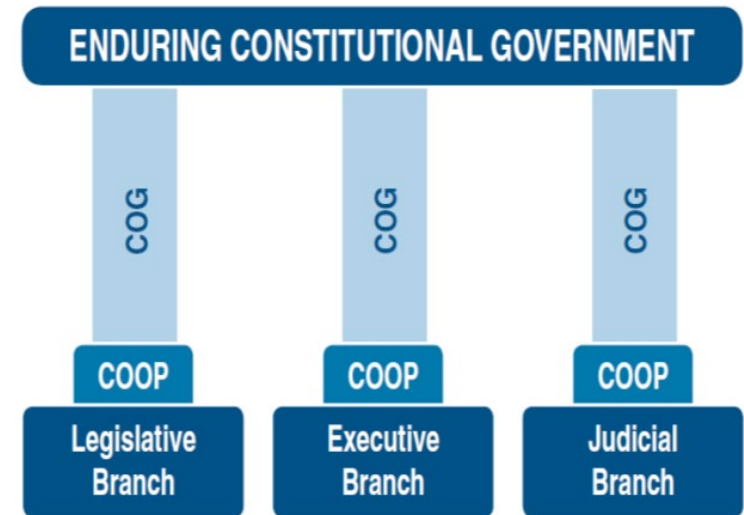 ENDURING CONSTITUTIONAL GOVERNMENT
COG
COG
COG
COOP
COOP
COOP
Legislative
Branch
Executive
Branch
Judicial
Branch